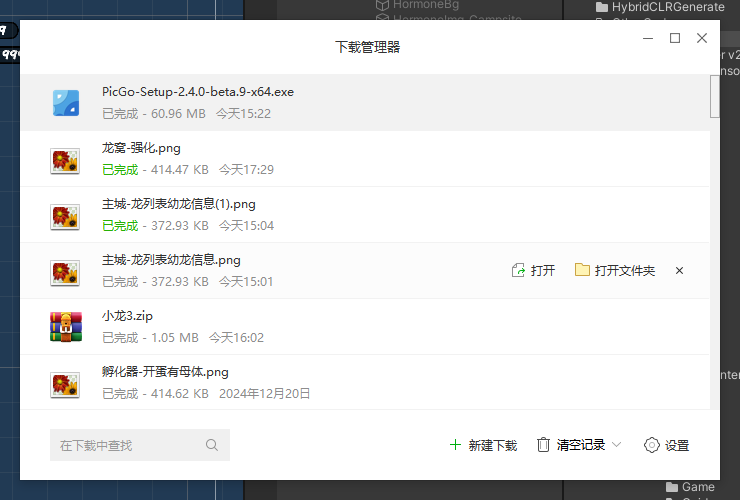 HormoneBg
HormoneImg_Campsite
HybridCLRGenerate
下载管理器
PicGo-Setup-2.4.0-beta.9-x64.exe
已完成 - 60.96 MB 今天15:22
龙窝-强化.png
已完成 - 414.47 KB 今天17:29
主城-龙列表幼龙信息(1).png
已完成 - 372.93 KB 今天15:04
主城-龙列表幼龙信息.png
已完成 - 372.93 KB 今天15:01
打开 打开文件夹
小龙3.zip
已完成 - 1.05 MB 今天16:02
孵化器-开蛋有母体.png
已完成 - 414.62 KB 2024年12月20日
在下载中查找
新建下载 清空记录 设置
Game